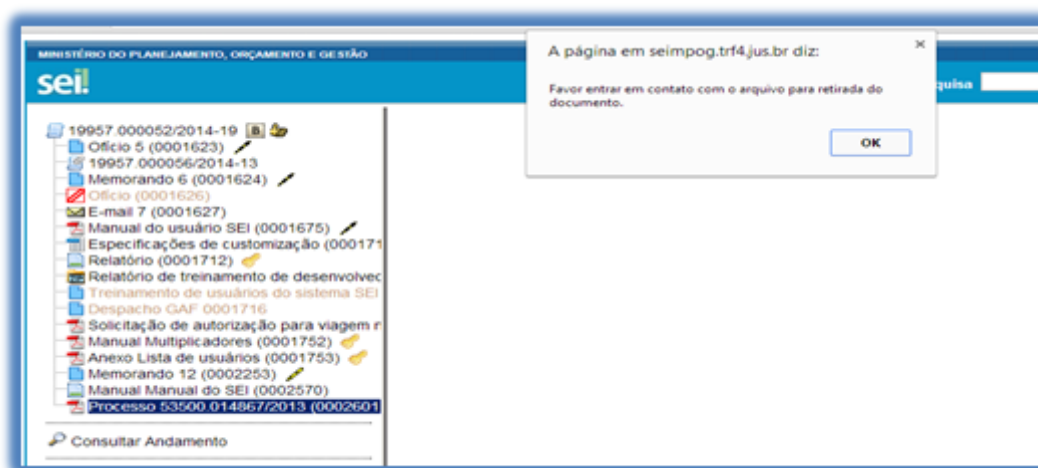 MINISTÉRIO DO PLANEJAMENTO, ORÇAMENTO E GESTÃO
sei!
quisa
A página em seimpog.trf4.jus.br diz:
Favor entrar em contato com o arquivo para retirada do
documento.
OK
19957.000052/2014-19
Ofício 5 (0001623)
19957.000056/2014-13
Memorando 6 (0001624)
Ofício (0001626)
E-mail 7 (0001627)
Manual do usuário SEI (0001675)
Especificações de customização (000171
Relatório (0001712)
Relatório de treinamento de desenvolvec
Treinamento de usuários do sistema SEI
Despacho GAF 0001716
Solicitação de autorização para viagem r
Manual Multiplicadores (0001752)
Anexo Lista de usuários (0001753)
Memorando 12 (0002253)
Manual Manual do SEI (0002570)
Processo 53500.014867/2013 (0002601
Consultar Andamento